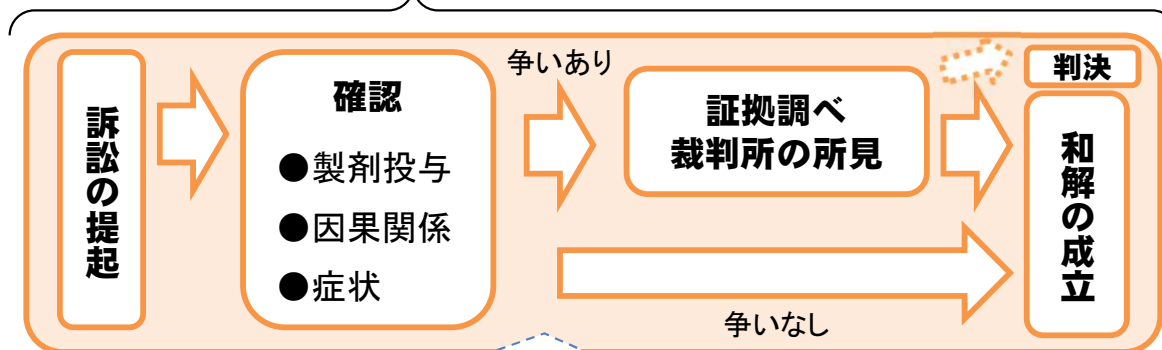 訴訟の提起
確認
●製剤投与
●因果関係
●症状
争いあり
証拠調べ
裁判所の所見
争いなし
判決
和解の成立